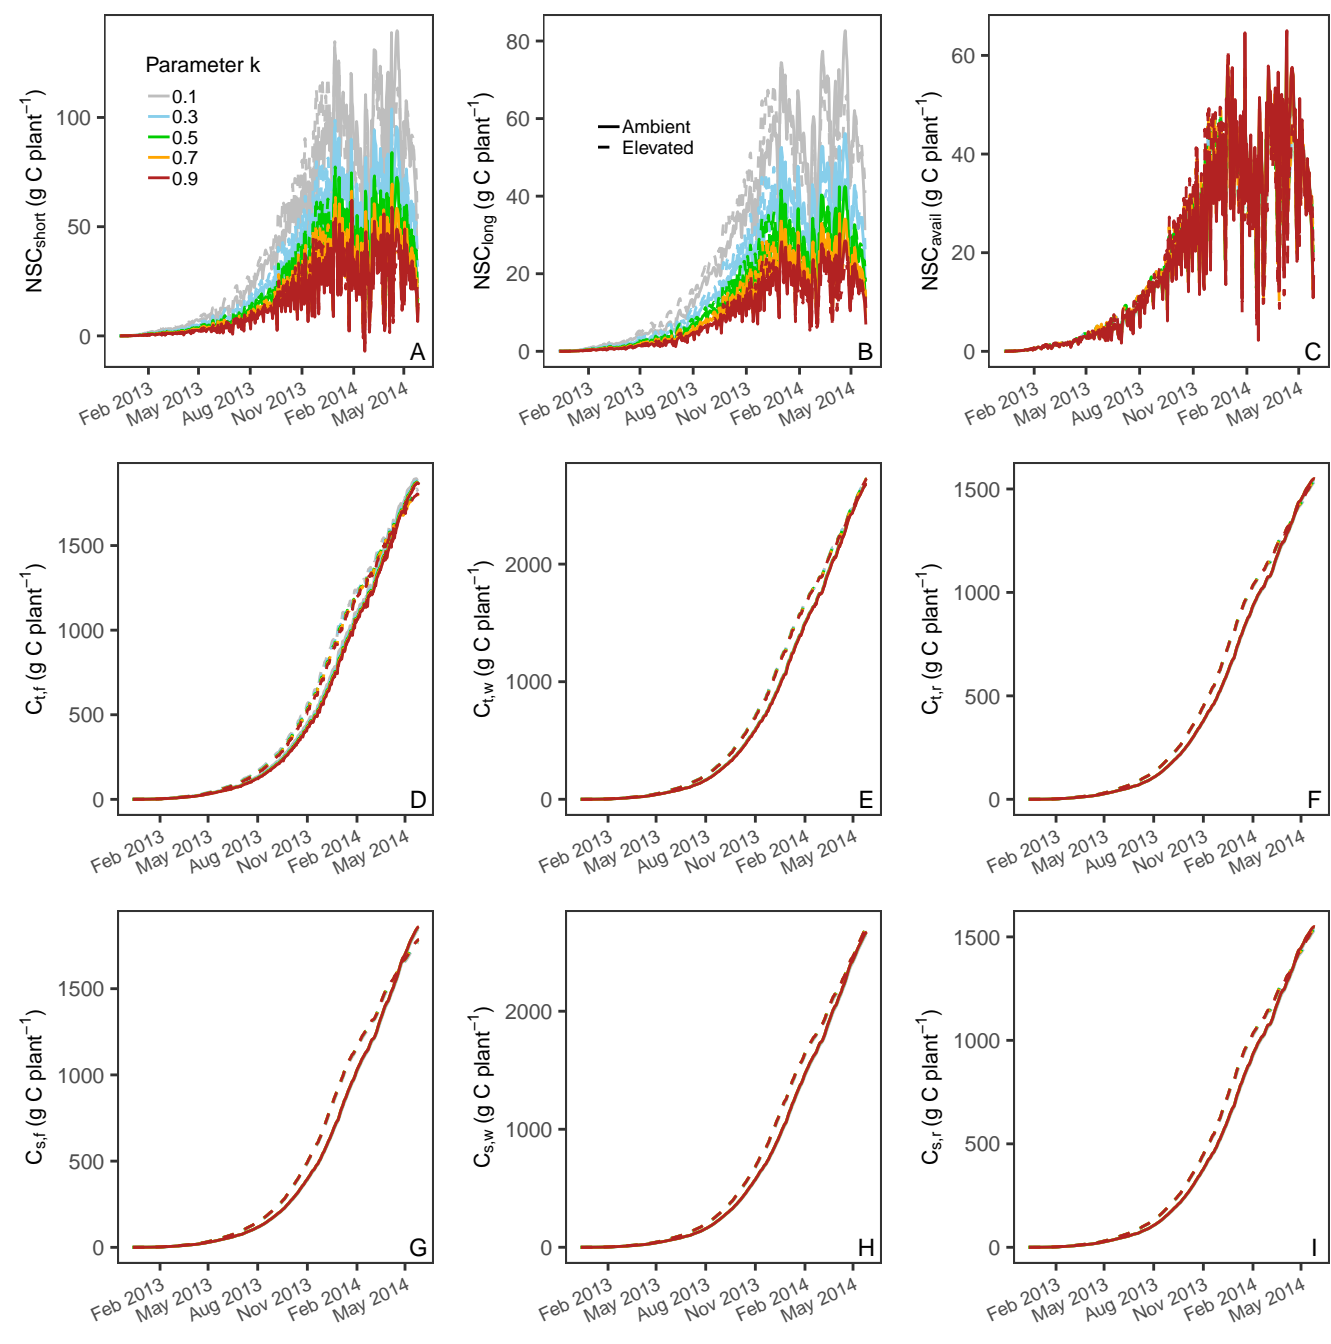 Parameter k
0.1
0.3
0.5
0.7
0.9
100
50
0
NSCshort (g C plant−1)
A
Feb 2013
May 2013
Aug 2013
Nov 2013
Feb 2014
May 2014
Ambient
Elevated
80
60
40
20
0
NSClong (g C plant−1)
B
Feb 2013
May 2013
Aug 2013
Nov 2013
Feb 2014
May 2014
60
40
20
0
NSCavail (g C plant−1)
C
Feb 2013
May 2013
Aug 2013
Nov 2013
Feb 2014
May 2014
1500
1000
500
0
Ct,f (g C plant−1)
D
Feb 2013
May 2013
Aug 2013
Nov 2013
Feb 2014
May 2014
2000
1000
0
Ct,w (g C plant−1)
E
Feb 2013
May 2013
Aug 2013
Nov 2013
Feb 2014
May 2014
1500
1000
500
0
Ct,r (g C plant−1)
F
Feb 2013
May 2013
Aug 2013
Nov 2013
Feb 2014
May 2014
1500
1000
500
0
Cs,f (g C plant−1)
G
Feb 2013
May 2013
Aug 2013
Nov 2013
Feb 2014
May 2014
2000
1000
0
Cs,w (g C plant−1)
H
Feb 2013
May 2013
Aug 2013
Nov 2013
Feb 2014
May 2014
1500
1000
500
0
Cs,r (g C plant−1)
I
Feb 2013
May 2013
Aug 2013
Nov 2013
Feb 2014
May 2014